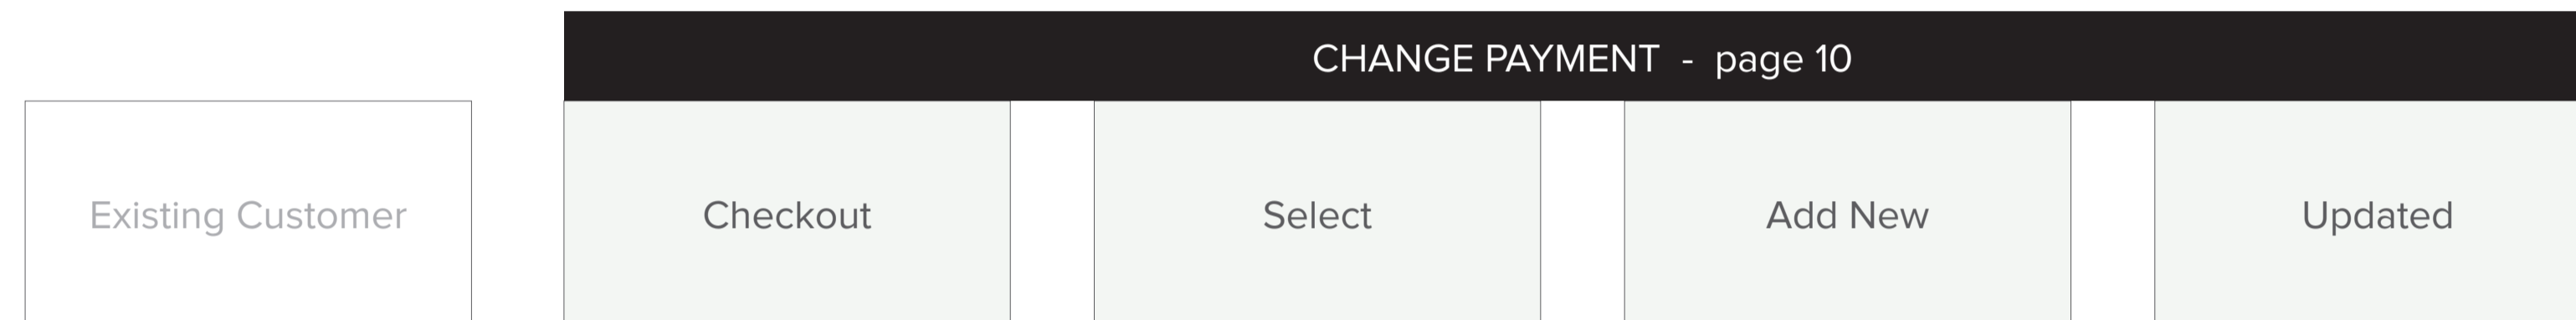 CHANGE PAYMENT  -  page 10
Existing Customer
Checkout
Select
Add New
Updated